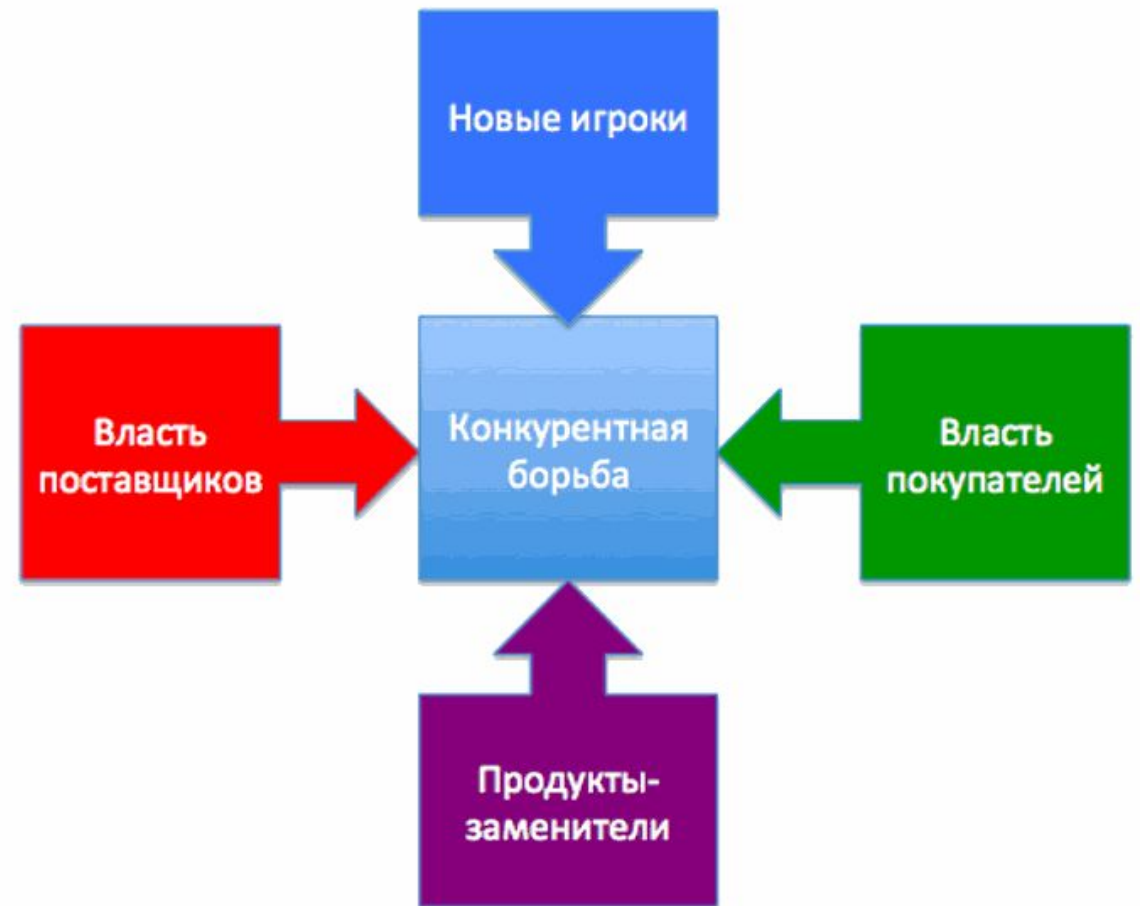 Новые игроки
Власть
поставщиков
Конкурентная
борьба
Власть
покупателей
Продукты-
заменители